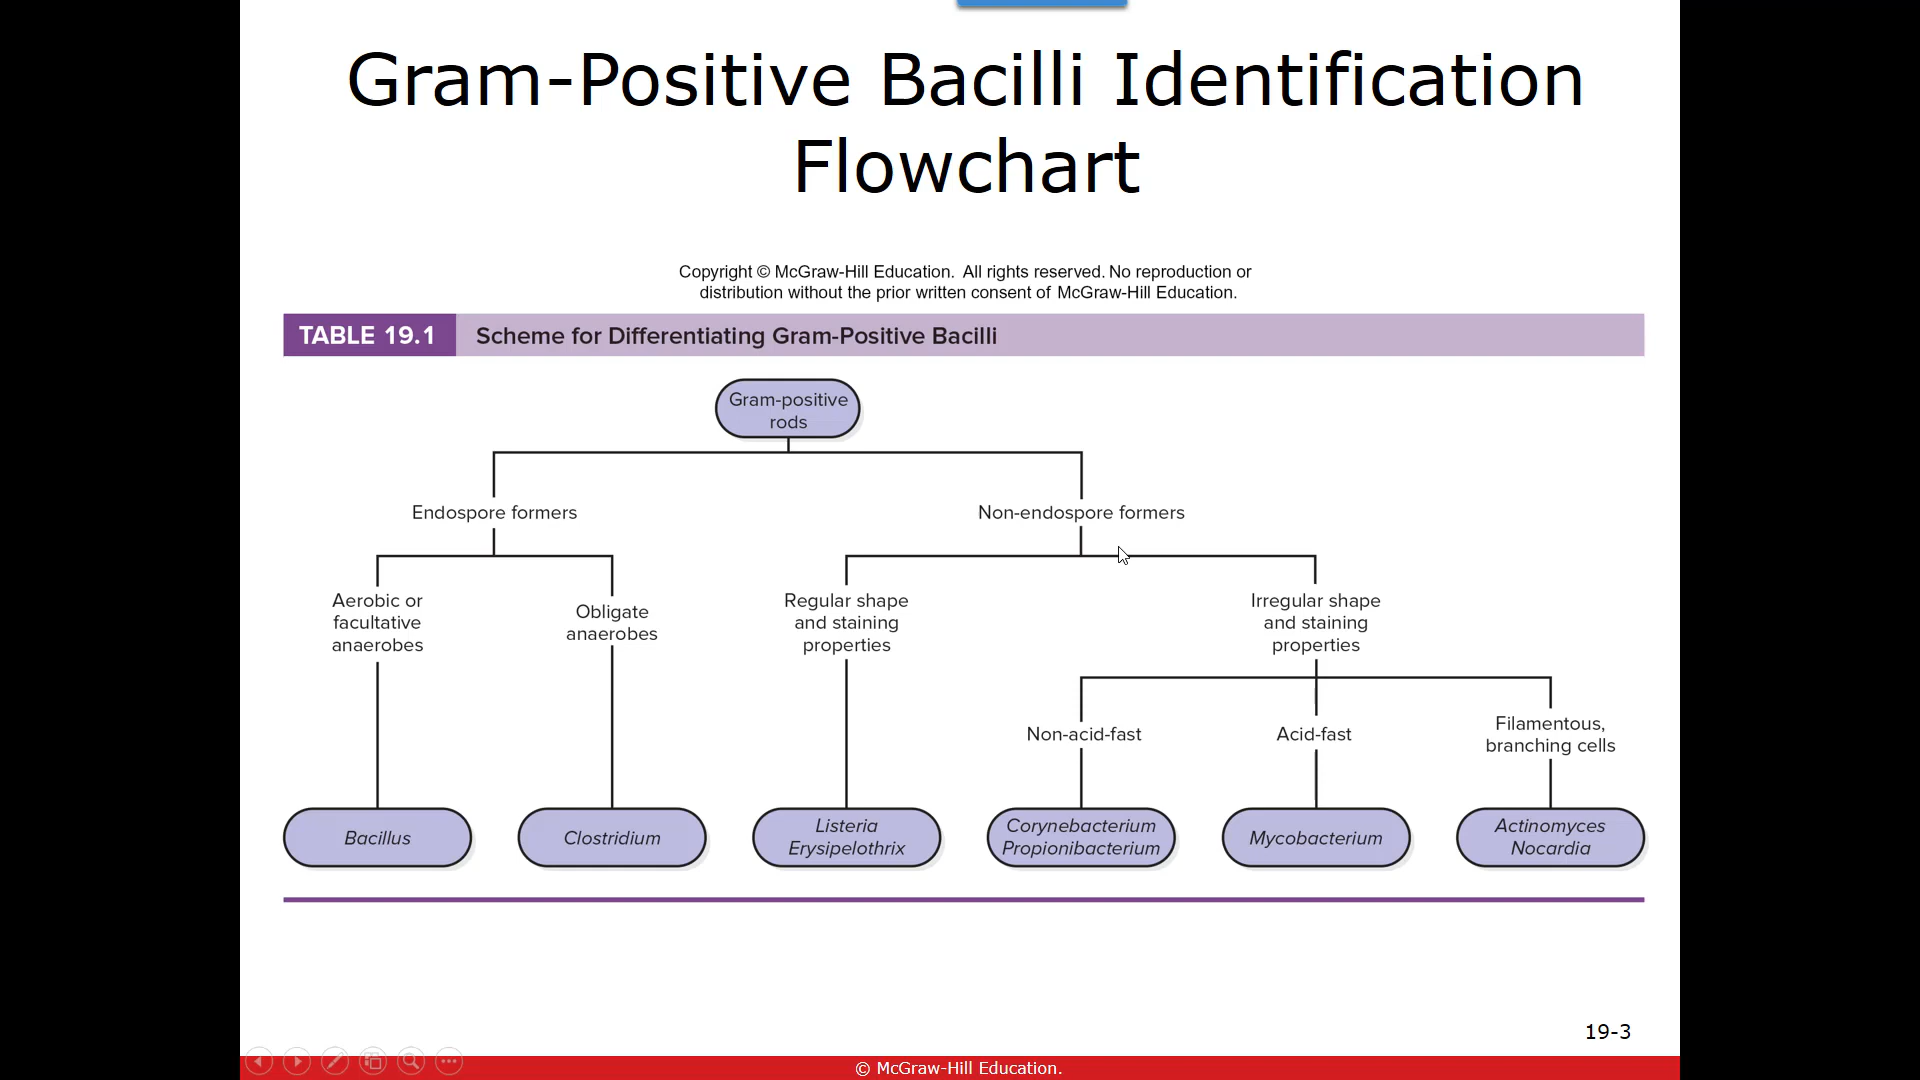 Gram-Positive Bacilli Identification
Flowchart
Copyright © McGraw-Hill Education. All rights reserved. No reproduction or
distribution without the prior written consent of McGraw-Hill Education.
TABLE 19.1 Scheme for Differentiating Gram-Positive Bacilli
Gram-positive
rods
Endospore formers
Non-endospore formers
Aerobic or
facultative
anaerobes
Obligate
anaerobes
Regular shape
and staining
properties
Irregular shape
and staining
properties
Non-acid-fast
Acid-fast
Filamentous,
branching cells
Bacillus
Clostridium
Listeria
Erysipelothrix
Corynebacterium
Propionibacterium
Mycobacterium
Actinomyces
Nocardia
19-3
© McGraw-Hill Education.